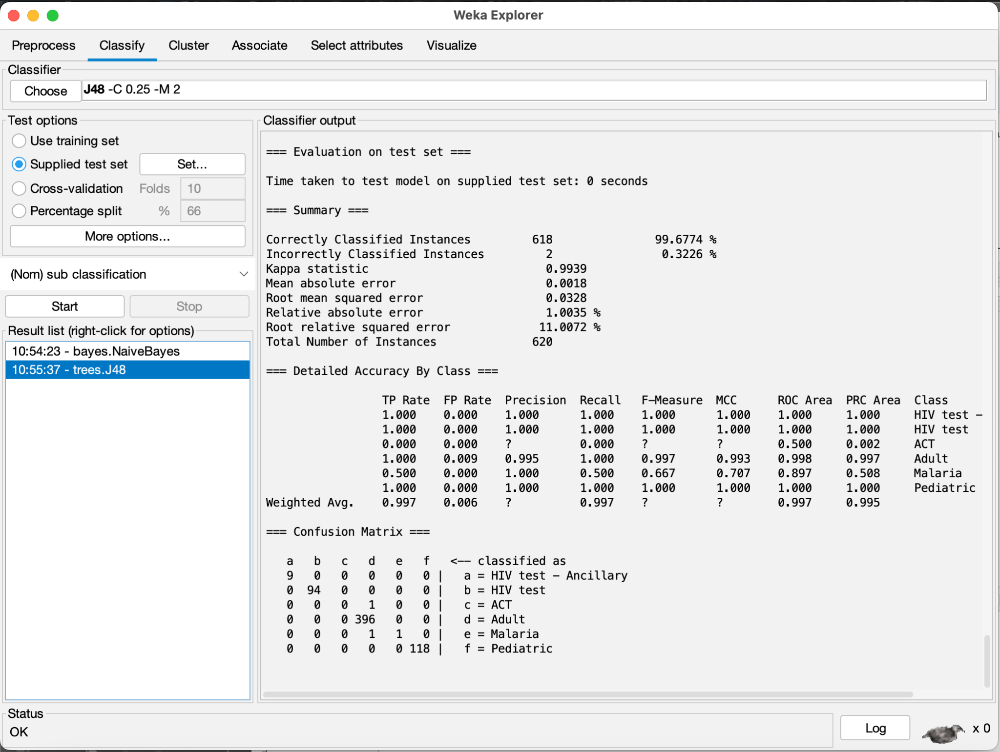 Weka Explorer
Preprocess Classify Cluster Associate Select attributes Visualize
Classifier
Choose J48 -C 0.25 -M 2
Test options
Use training set
Supplied test set Set...
Cross-validation Folds 10
Percentage split % 66
More options...
(Nom) sub classification
Start Stop
Result list (right-click for options)
10:54:23 - bayes.NaiveBayes
10:55:37 - trees.J48
Classifier output
=== Evaluation on test set ===
Time taken to test model on supplied test set: 0 seconds
=== Summary ===
Correctly Classified Instances 618 99.6774 %
Incorrectly Classified Instances 2 0.3226 %
Kappa statistic 0.9939
Mean absolute error 0.0018
Root mean squared error 0.0328
Relative absolute error 1.0035 %
Root relative squared error 11.0072 %
Total Number of Instances 620
=== Detailed Accuracy By Class ===
TP Rate FP Rate Precision Recall F-Measure MCC ROC Area PRC Area Class
1.000 0.000 1.000 1.000 1.000 1.000 1.000 1.000 HIV test -
1.000 0.000 1.000 1.000 1.000 1.000 1.000 1.000 HIV test
0.000 0.000 ? 0.000 ? ? 0.500 0.002 ACT
1.000 0.009 0.995 1.000 0.997 0.993 0.998 0.997 Adult
0.500 0.000 1.000 0.500 0.667 0.707 0.897 0.508 Malaria
1.000 0.000 1.000 1.000 1.000 1.000 1.000 1.000 Pediatric
Weighted Avg. 0.997 0.006 ? 0.997 ? ? 0.997 0.995
=== Confusion Matrix ===
a b c d e f <-- classified as
9 0 0 0 0 0 | a = HIV test - Ancillary
0 94 0 0 0 0 | b = HIV test
0 0 0 1 0 0 | c = ACT
0 0 0 396 0 0 | d = Adult
0 0 0 1 1 0 | e = Malaria
0 0 0 0 0 118 | f = Pediatric
Status
OK
Log x 0